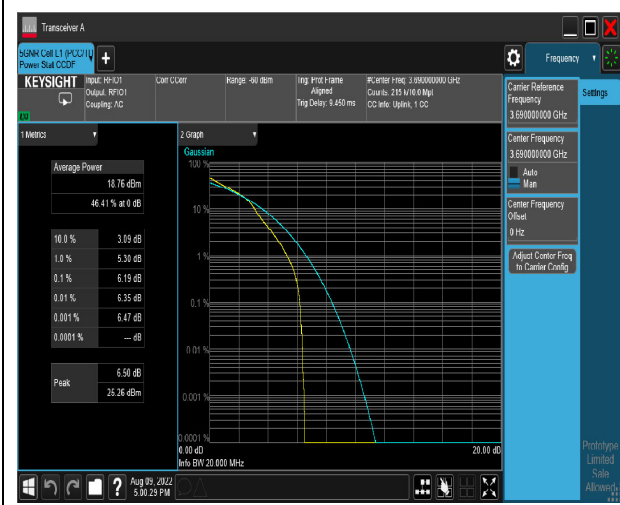 Transceiver A
5GNR Cell L1 (PCC/TU)
Power Stat CCDF
Frequency
KEYSIGHT
Input: RFIO1
Output: RFIO1
Coupling: AC
Corr CCorr
Range: -60 dBm
Trig: Prot Frame
Aligned
Trig Delay: 9.450 ms
#Center Freq: 3.690000000 GHz
Counts: 215 k/10.0 Mpt
CC Info: Uplink, 1 CC
1 Metrics
Average Power
18.76 dBm
46.41 % at 0 dB
10.0 % 3.09 dB
1.0 % 5.30 dB
0.1 % 6.19 dB
0.01 % 6.35 dB
0.001 % 6.47 dB
0.0001 % --- dB
Peak
6.50 dB
25.26 dBm
2 Graph
Gaussian
100 %
10 %
1 %
0.1 %
0.01 %
0.001 %
0.0001 %
0.00 dB
20.00 dB
Info BW 20.000 MHz
Carrier Reference
Frequency
3.690000000 GHz
Settings
Center Frequency
3.690000000 GHz
Auto
Man
Center Frequency
Offset
0 Hz
Adjust Center Freq
to Carrier Config
Prototype
Limited
Sale
Allowed
Aug 09, 2022
5:00:29 PM